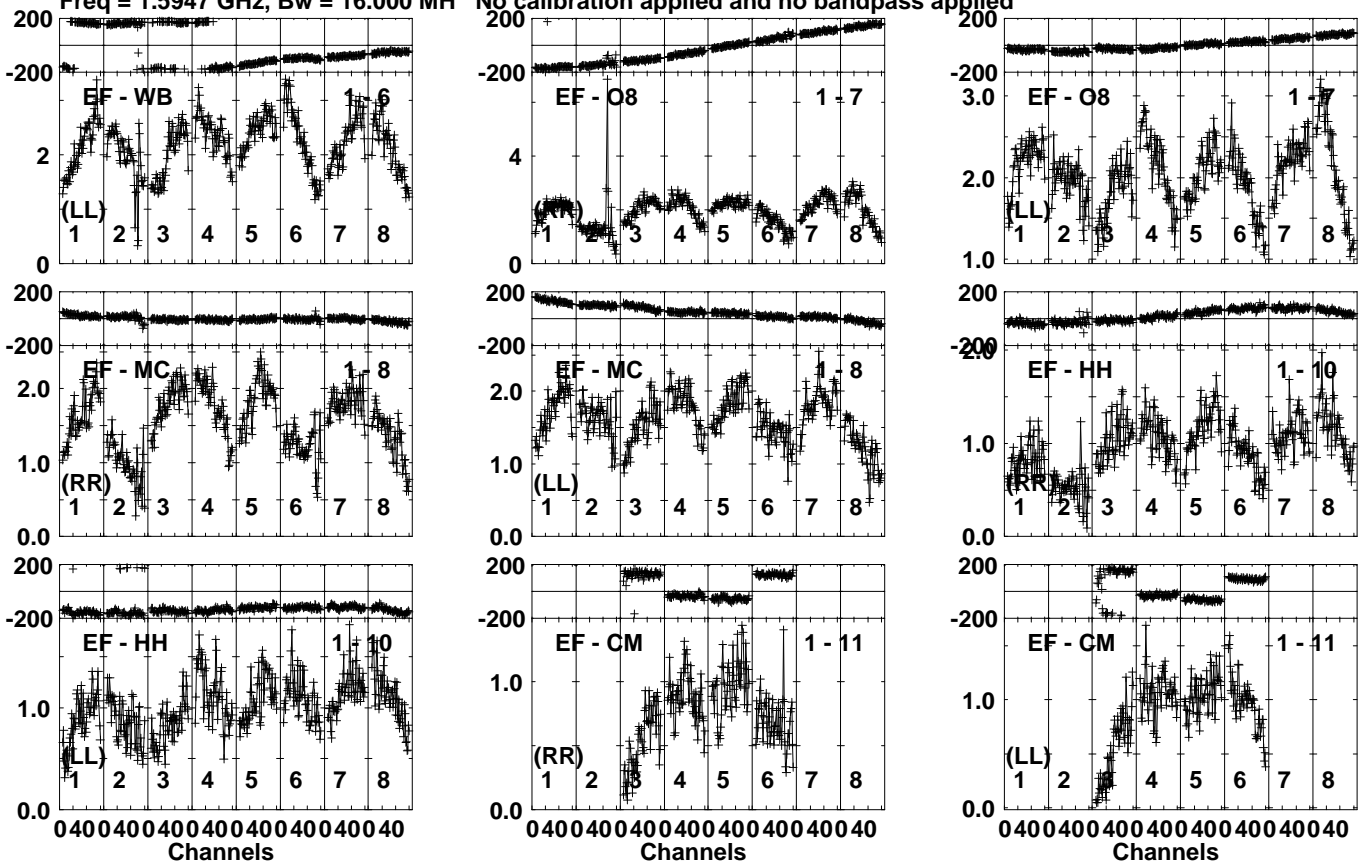 Freq = 1.5947 GHz, Bw = 16.000 MH No calibration applied and no bandpass applied
200
-200
EF - WB 1 - 6
2
(LL)
1 2 3 4 5 6 7 8
0
200
-200
EF - O8 1 - 7
4
(RR)
1 2 3 4 5 6 7 8
0
200
-200
3.0
EF - O8 1 - 7
2.0
(LL)
1 2 3 4 5 6 7 8
1.0
200
-200
EF - MC 1 - 8
2.0
1.0
(RR)
1 2 3 4 5 6 7 8
0.0
200
-200
EF - MC 1 - 8
2.0
1.0
(LL)
1 2 3 4 5 6 7 8
0.0
200
-200
2.0
EF - HH 1 - 10
1.0
(RR)
1 2 3 4 5 6 7 8
0.0
200
-200
EF - HH 1 - 10
1.0
(LL)
1 2 3 4 5 6 7 8
0.0
0 40 0 40 0 40 0 40 0 40 0 40 0 40 0 40
Channels
200
-200
EF - CM 1 - 11
1.0
(RR)
1 2 3 4 5 6 7 8
0.0
0 40 0 40 0 40 0 40 0 40 0 40 0 40 0 40
Channels
200
-200
EF - CM 1 - 11
1.0
(LL)
1 2 3 4 5 6 7 8
0.0
0 40 0 40 0 40 0 40 0 40 0 40 0 40 0 40
Channels